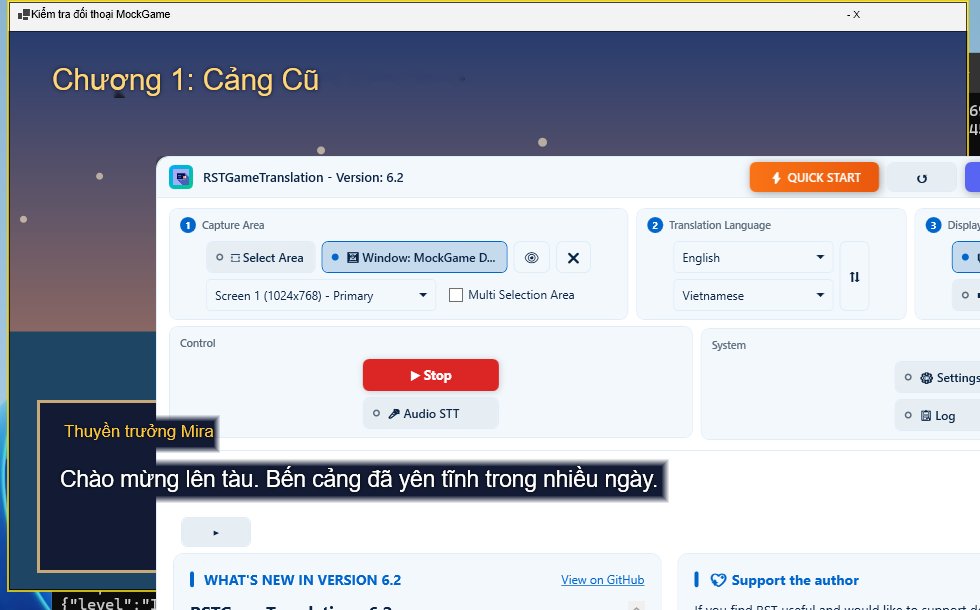 Kiểm tra đối thoại MockGame
- X
Chương 1: Cảng Cũ
RSTGameTranslation - Version: 6.2
QUICK START
1 Capture Area
Select Area
Window: MockGame D...
Screen 1 (1024x768) - Primary
Multi Selection Area
2 Translation Language
English
Vietnamese
3 Display
Control
Stop
Audio STT
System
Settings
Log
Thuyền trưởng Mira
Chào mừng lên tàu. Bến cảng đã yên tĩnh trong nhiều ngày.
WHAT'S NEW IN VERSION 6.2
View on GitHub
Support the author
If you find RST useful and would like to support
{"level":"